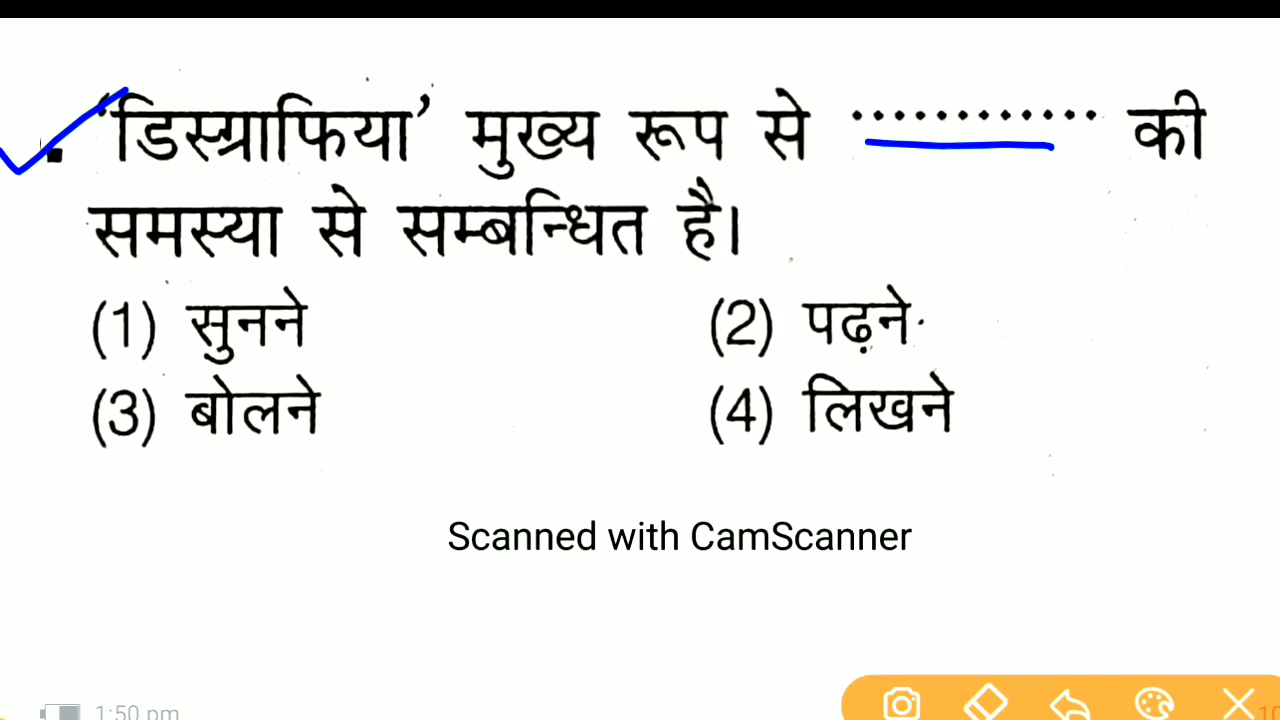 'डिस्ग्राफिया' मुख्य रूप से ............. की
समस्या से सम्बन्धित है।
(1) सुनने (2) पढ़ने
(3) बोलने (4) लिखने
Scanned with CamScanner
1:50 pm